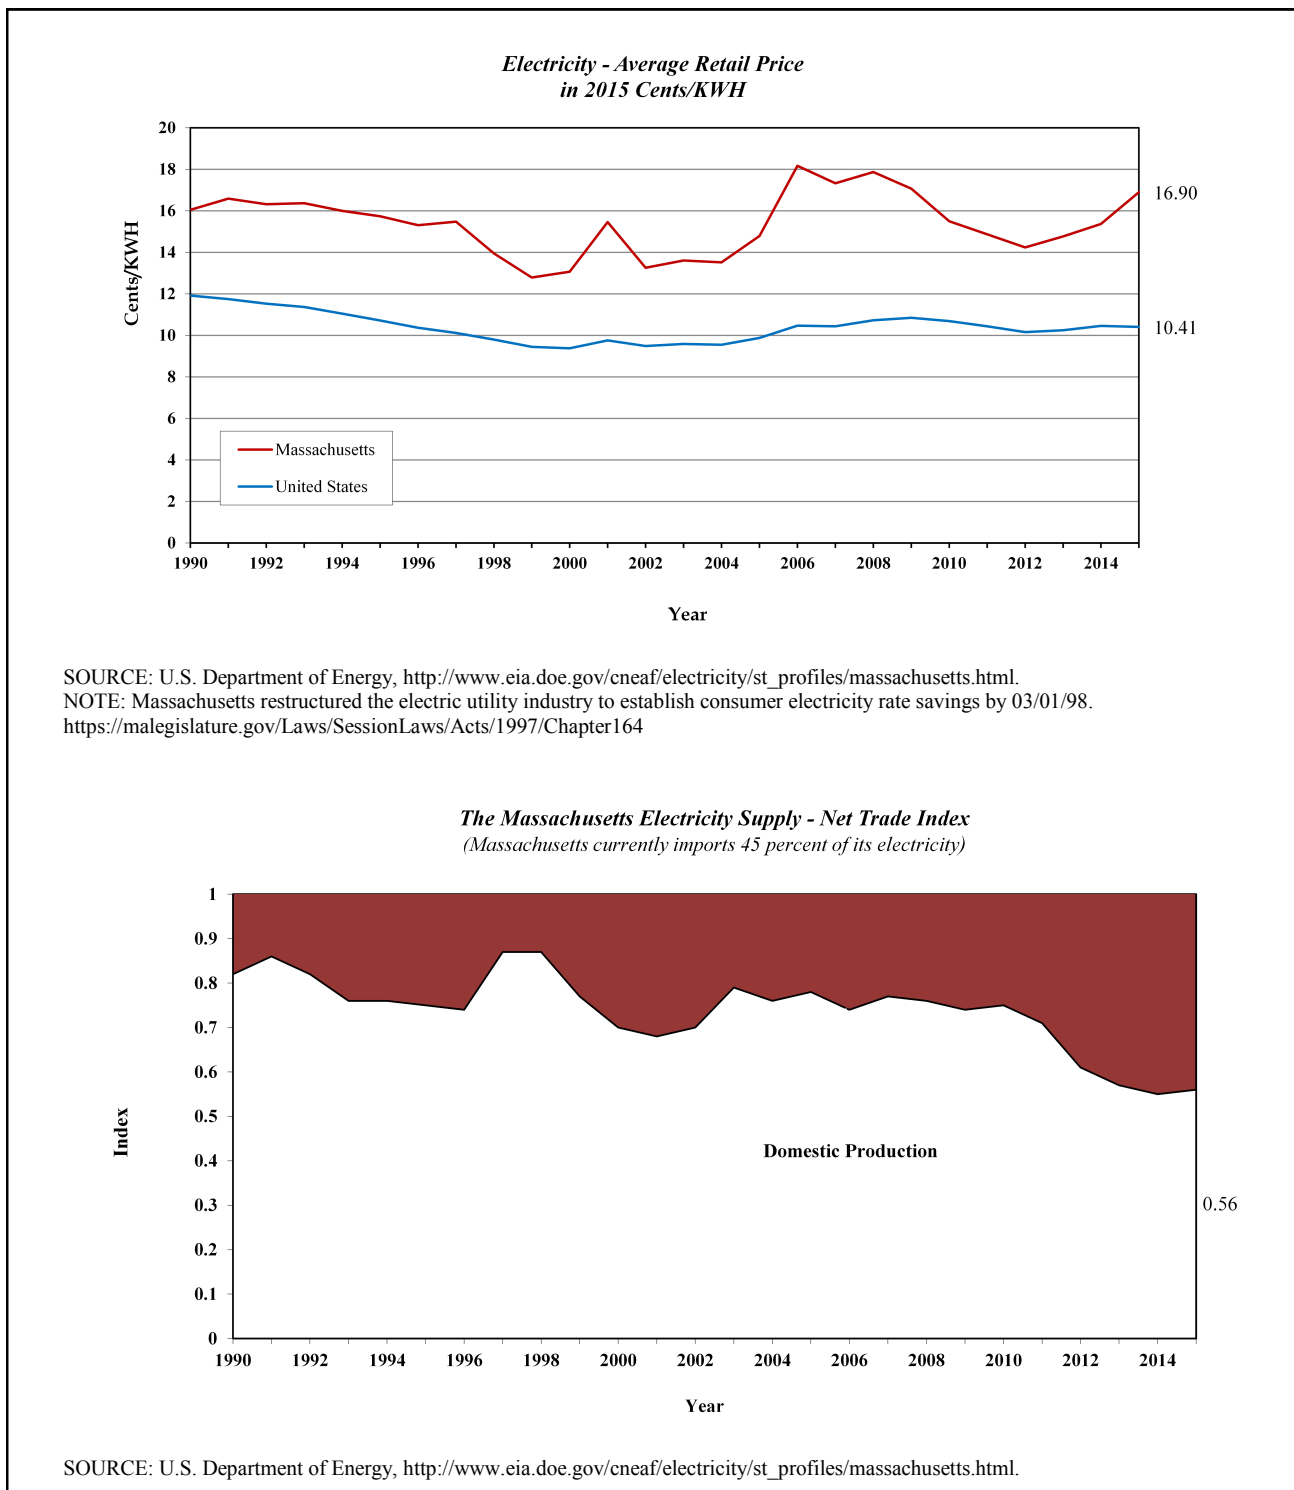 Electricity - Average Retail Price
in 2015 Cents/KWH
20
18
16
14
12
10
8
6
4
2
0
Cents/KWH
16.90
10.41
Massachusetts
United States
1990 1992 1994 1996 1998 2000 2002 2004 2006 2008 2010 2012 2014
Year
SOURCE: U.S. Department of Energy, http://www.eia.doe.gov/cneaf/electricity/st_profiles/massachusetts.html.
NOTE: Massachusetts restructured the electric utility industry to establish consumer electricity rate savings by 03/01/98.
https://malegislature.gov/Laws/SessionLaws/Acts/1997/Chapter164
The Massachusetts Electricity Supply - Net Trade Index
(Massachusetts currently imports 45 percent of its electricity)
1
0.9
0.8
0.7
0.6
0.5
0.4
0.3
0.2
0.1
0
Index
Domestic Production
0.56
1990 1992 1994 1996 1998 2000 2002 2004 2006 2008 2010 2012 2014
Year
SOURCE: U.S. Department of Energy, http://www.eia.doe.gov/cneaf/electricity/st_profiles/massachusetts.html.